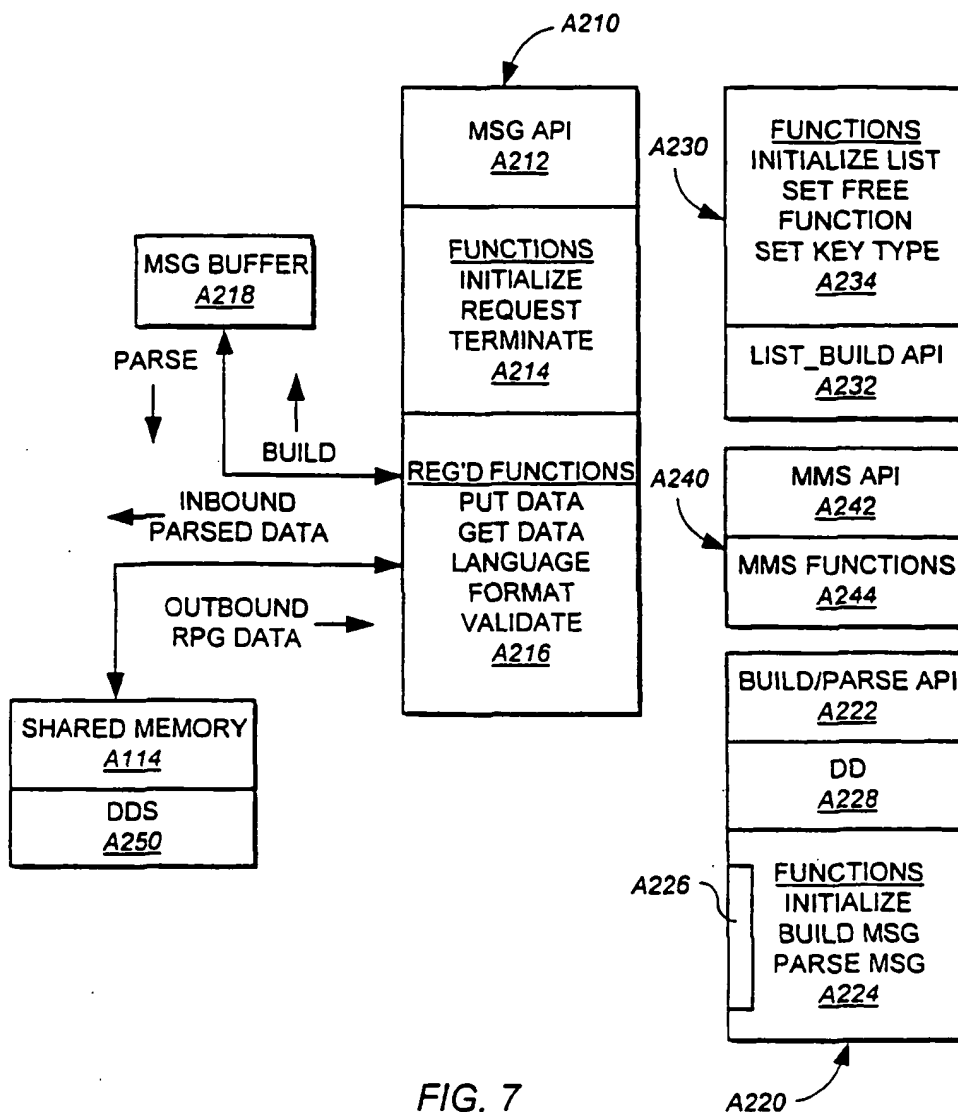 A210
MSG API
A212
FUNCTIONS
INITIALIZE
REQUEST
TERMINATE
A214
REG'D FUNCTIONS
PUT DATA
GET DATA
LANGUAGE
FORMAT
VALIDATE
A216
MSG BUFFER
A218
PARSE
BUILD
INBOUND
PARSED DATA
OUTBOUND
RPG DATA
SHARED MEMORY
A114
DDS
A250
A230
FUNCTIONS
INITIALIZE LIST
SET FREE
FUNCTION
SET KEY TYPE
A234
LIST_BUILD API
A232
A240
MMS API
A242
MMS FUNCTIONS
A244
BUILD/PARSE API
A222
DD
A228
A226
FUNCTIONS
INITIALIZE
BUILD MSG
PARSE MSG
A224
A220
FIG. 7